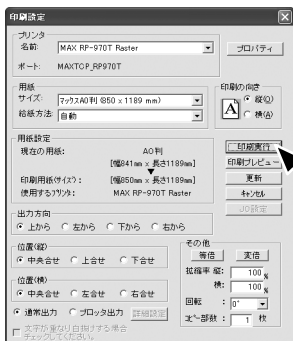 印刷設定
プリンタ
名前: MAX RP-970T Raster プロパティ
ポート: MAXTCP_RP970T
用紙
サイズ: マックスA0判 (850 x 1189 mm)
給紙方法: 自動
印刷の向き
A
縦(O)
横(A)
用紙設定
現在の用紙: A0判
[幅841mm x 長さ1189mm]
印刷用紙(サイズ): [幅850mm x 長さ1189mm]
使用するプリンタ: MAX RP-970T Raster
印刷実行
印刷プレビュー
更新
キャンセル
JO設定
出力方向
上から 左から 下から 右から
位置(縦)
中央合せ 上合せ 下合せ
位置(横)
中央合せ 左合せ 右合せ
通常出力 プロッタ出力 詳細設定
文字が重なり白抜けする場合
チェックしてください。
その他
等倍 変倍
拡縮率 縦: 100 %
横: 100 %
回転 : 0°
コピー部数 : 1 枚